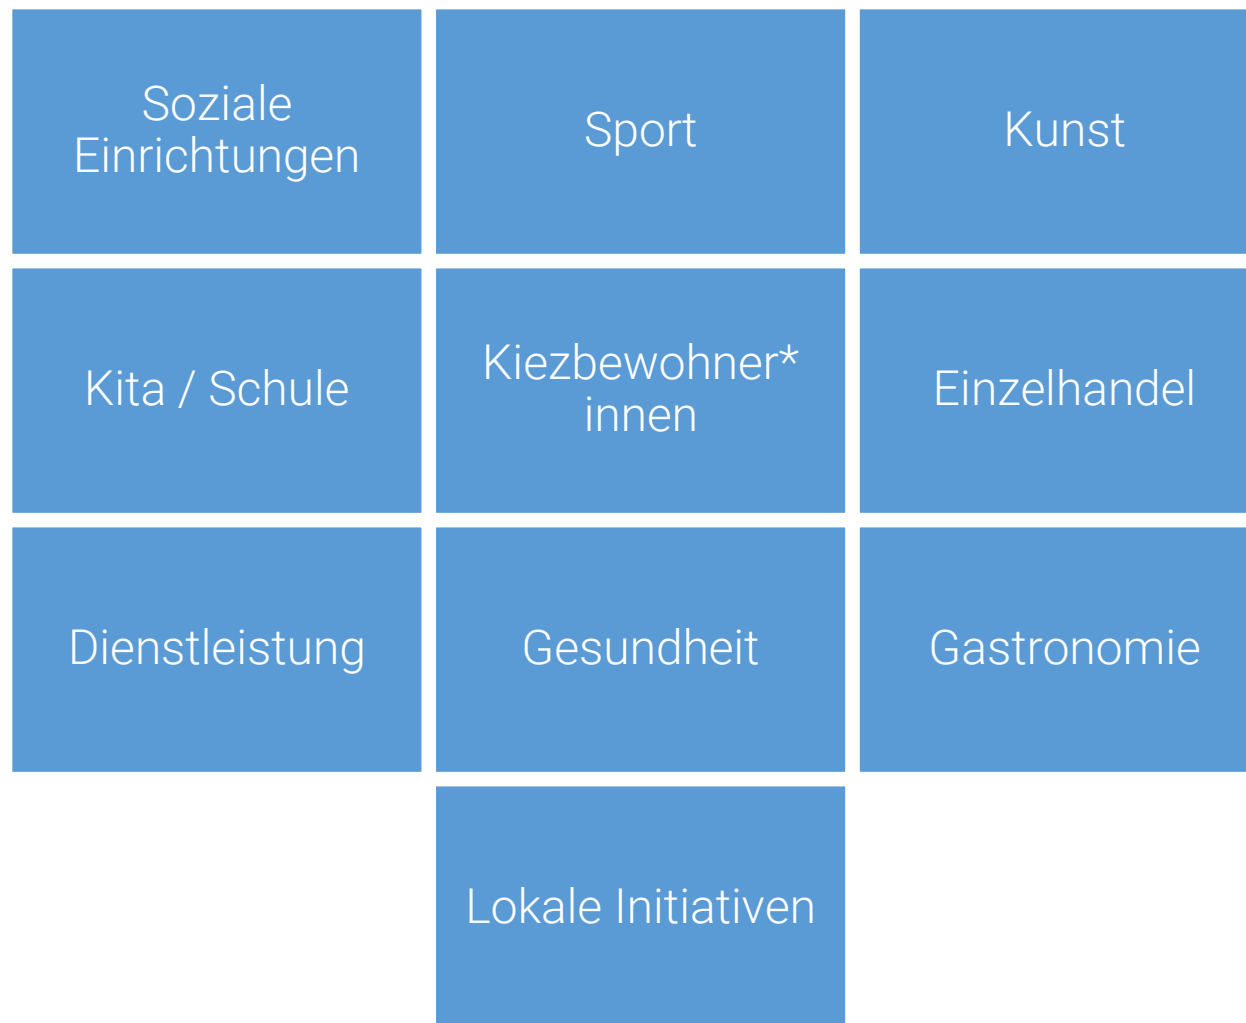 Soziale
Einrichtungen
Sport
Kunst
Kita / Schule
Kiezbewohner*
innen
Einzelhandel
Dienstleistung
Gesundheit
Gastronomie
Lokale Initiativen